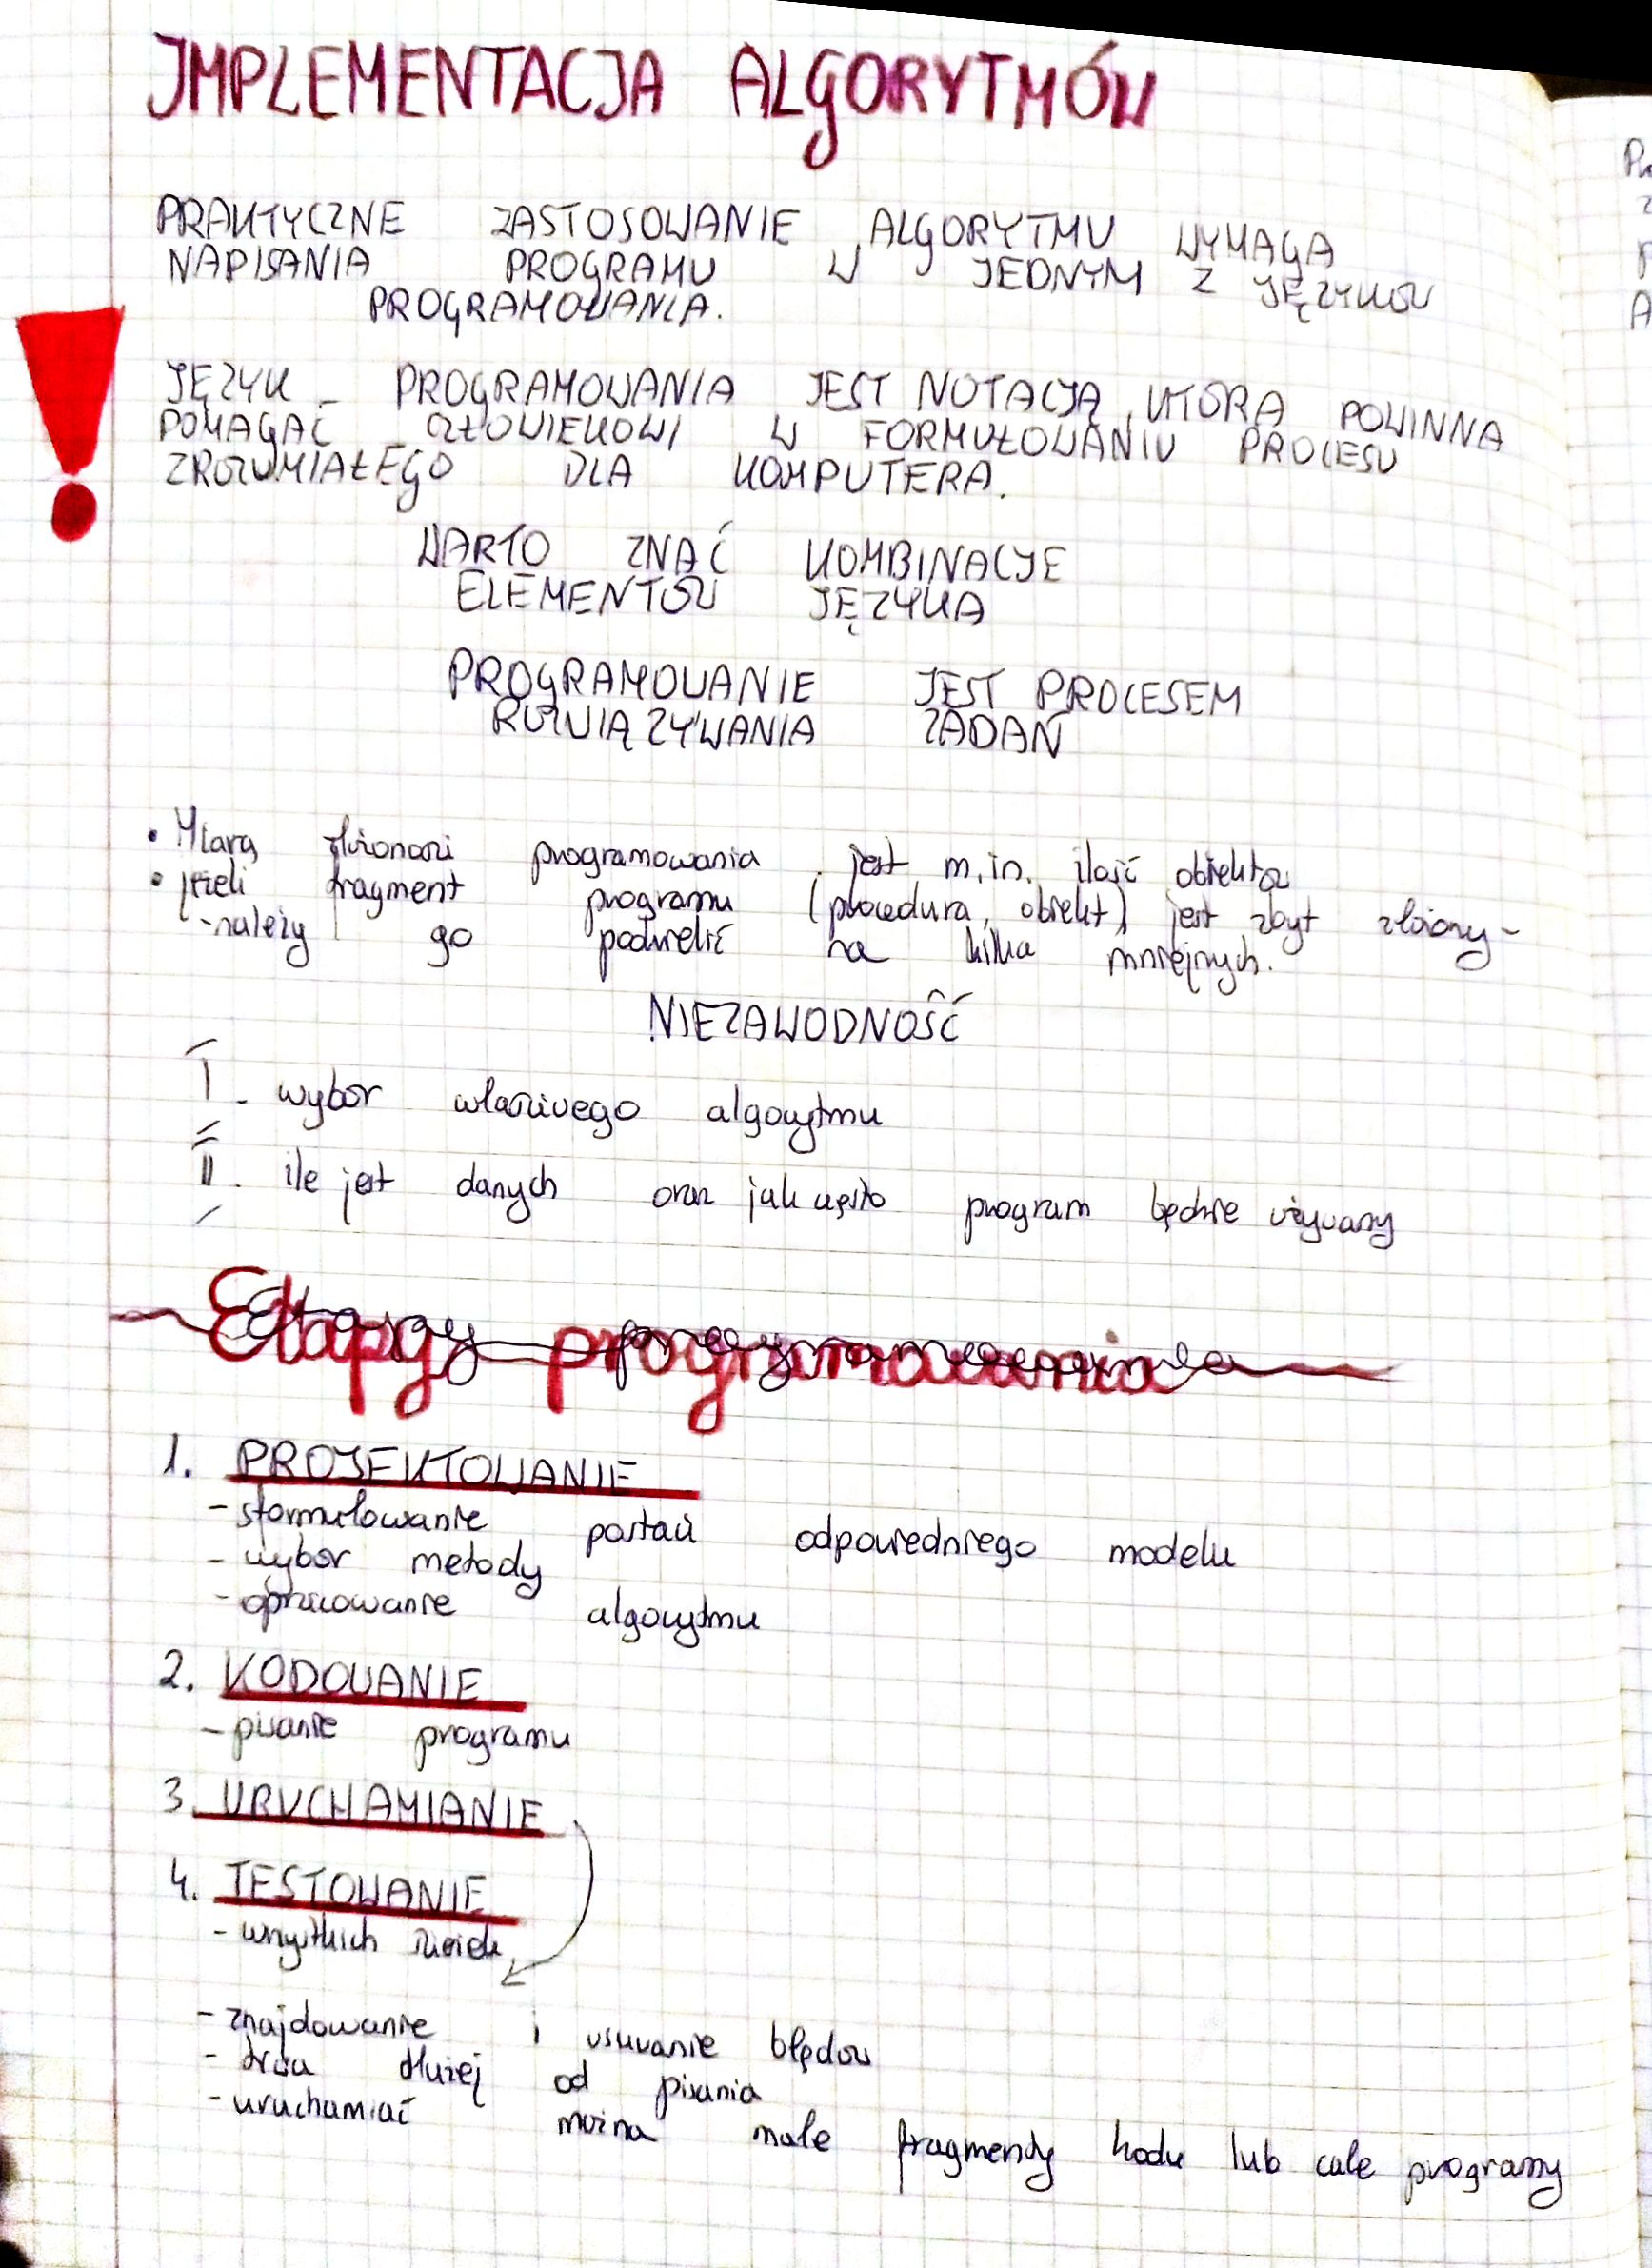 IMPLEMENTACJA ALGORYTMÓW
PRAKTYCZNE ZASTOSOWANIE ALGORYTMU WYMAGA
NAPISANIA PROGRAMU W JEDNYM Z JĘZYKÓW
PROGRAMOWANIA.
JĘZYK PROGRAMOWANIA JEST NOTACJĄ, KTÓRA POWINNA
POMAGAĆ CZŁOWIEKOWI W FORMUŁOWANIU PROCESU
ZROZUMIAŁEGO DLA KOMPUTERA.
WARTO ZNAĆ KOMBINACJE
ELEMENTÓW JĘZYKA
PROGRAMOWANIE JEST PROCESEM
ROZWIĄZYWANIA ZADAŃ
• Miarą złożoności programowania jest m.in. ilość obiektów
• jeżeli fragment programu (procedura, obiekt) jest zbyt złożony -
- należy go podzielić na kilka mniejszych.
NIEZAWODNOŚĆ
I - wybór właściwego algorytmu
II - ile jest danych oraz jak często program będzie używany
Etapy programowania
1. PROJEKTOWANIE
- sformułowanie postaci odpowiedniego modelu
- wybór metody
- opracowanie algorytmu
2. KODOWANIE
- pisanie programu
3. URUCHAMIANIE
4. TESTOWANIE
- wszystkich ścieżek
- znajdowanie i usuwanie błędów
- trwa dłużej od pisania
- uruchamiać można małe fragmenty kodu lub całe programy